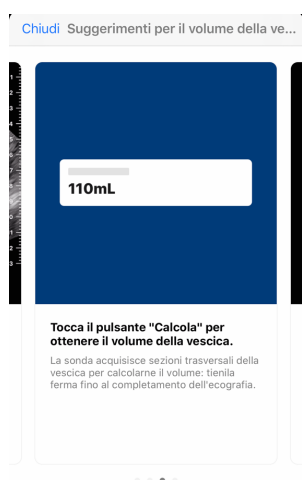 Chiudi Suggerimenti per il volume della ve...
110mL
Tocca il pulsante "Calcola" per
ottenere il volume della vescica.
La sonda acquisisce sezioni trasversali della
vescica per calcolarne il volume: tienila
ferma fino al completamento dell'ecografia.